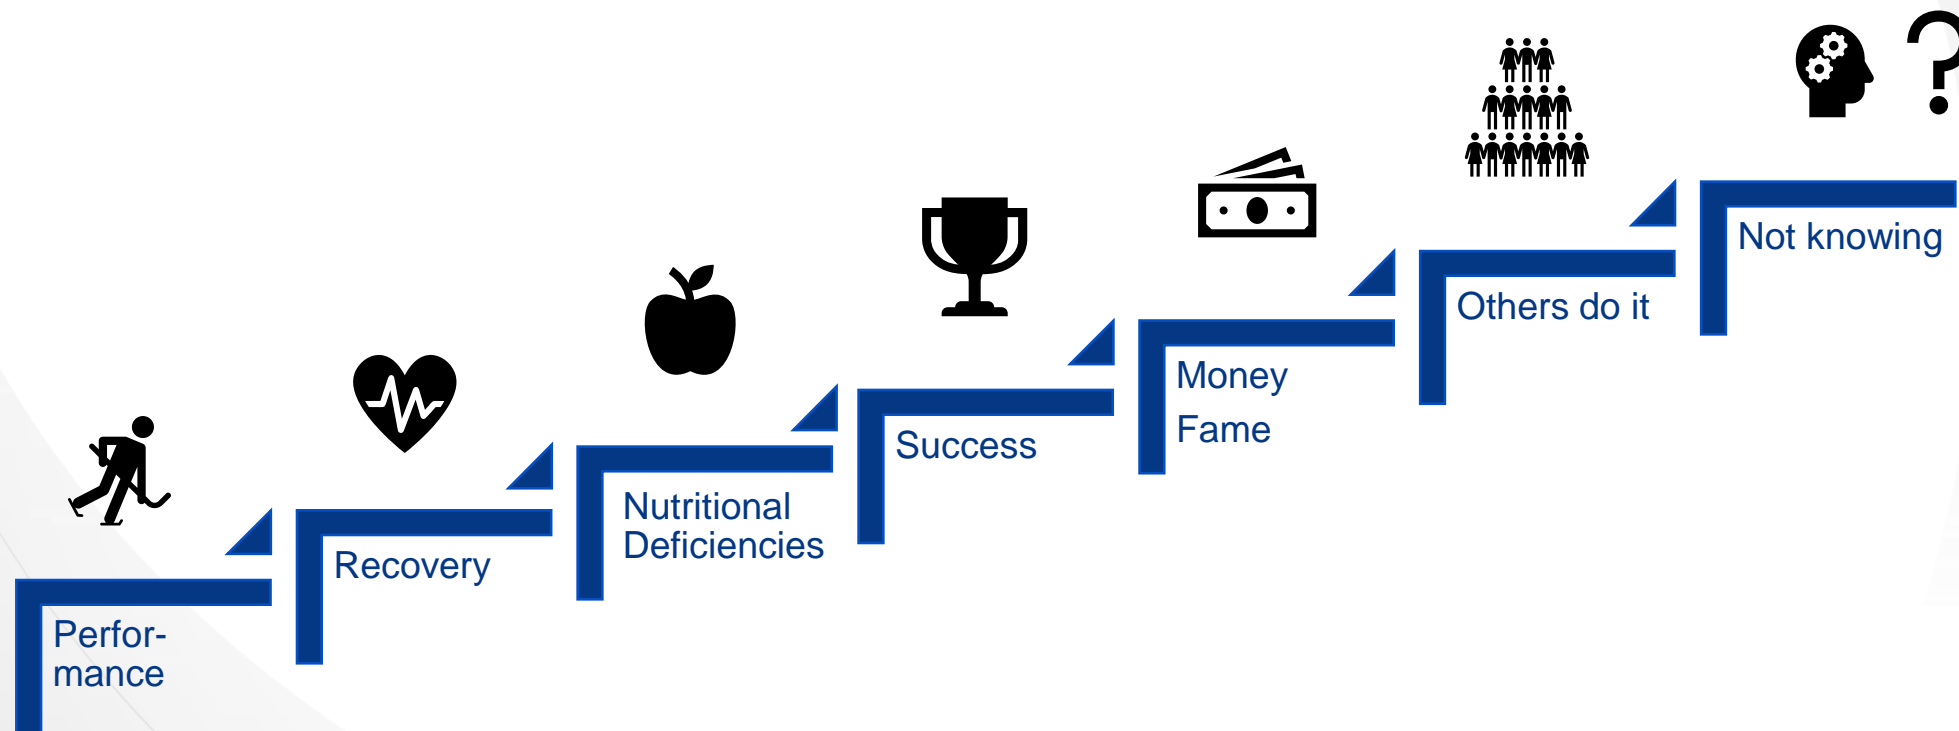 Perfor-
mance
Recovery
Nutritional
Deficiencies
Success
Money
Fame
Others do it
Not knowing
?